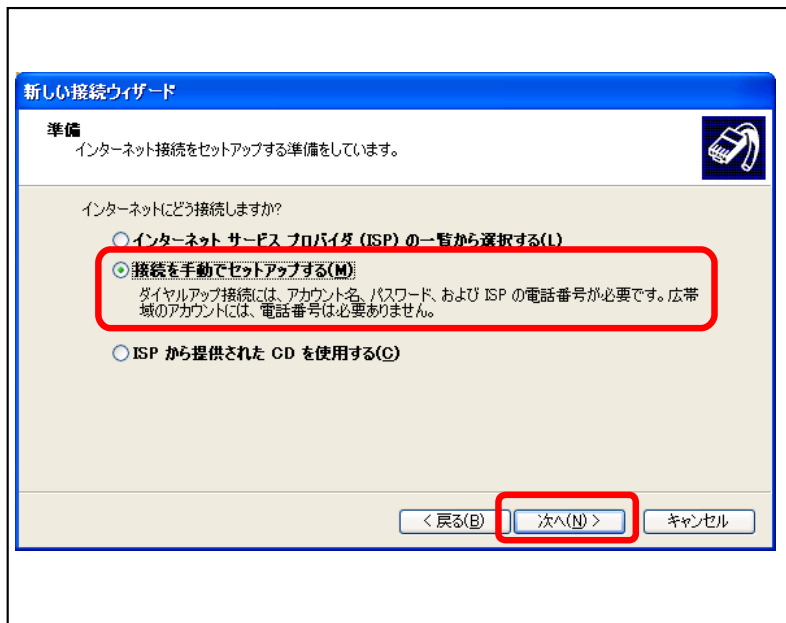 新しい接続ウィザード
準備
インターネット接続をセットアップする準備をしています。
インターネットにどう接続しますか?
インターネット サービス プロバイダ (ISP) の一覧から選択する(L)
接続を手動でセットアップする(M)
ダイヤルアップ接続には、アカウント名、パスワード、および ISP の電話番号が必要です。広帯
域のアカウントには、電話番号は必要ありません。
ISP から提供された CD を使用する(C)
< 戻る(B) 次へ(N) > キャンセル